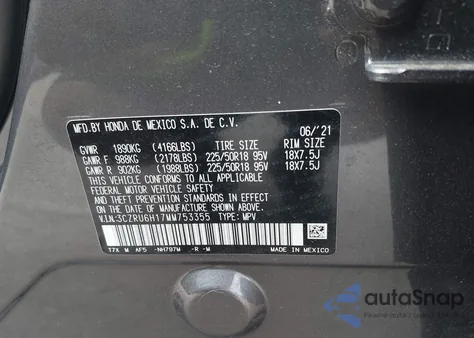 MFD.BY HONDA DE MEXICO S.A. DE C.V. 06/'21
GVWR 1890KG (4166LBS) TIRE SIZE RIM SIZE
GAWR F 988KG (2178LBS) 225/50R18 95V 18X7.5J
GAWR R 902KG (1988LBS) 225/50R18 95V 18X7.5J
THIS VEHICLE CONFORMS TO ALL APPLICABLE
FEDERAL MOTOR VEHICLE SAFETY
AND THEFT PREVENTION STANDARDS IN EFFECT ON
THE DATE OF MANUFACTURE SHOWN ABOVE.
V.I.N:3CZRU6H17MM753355 TYPE: MPV
T7X M AF5 -NH797M -R -M MADE IN MEXICO
autoSnap